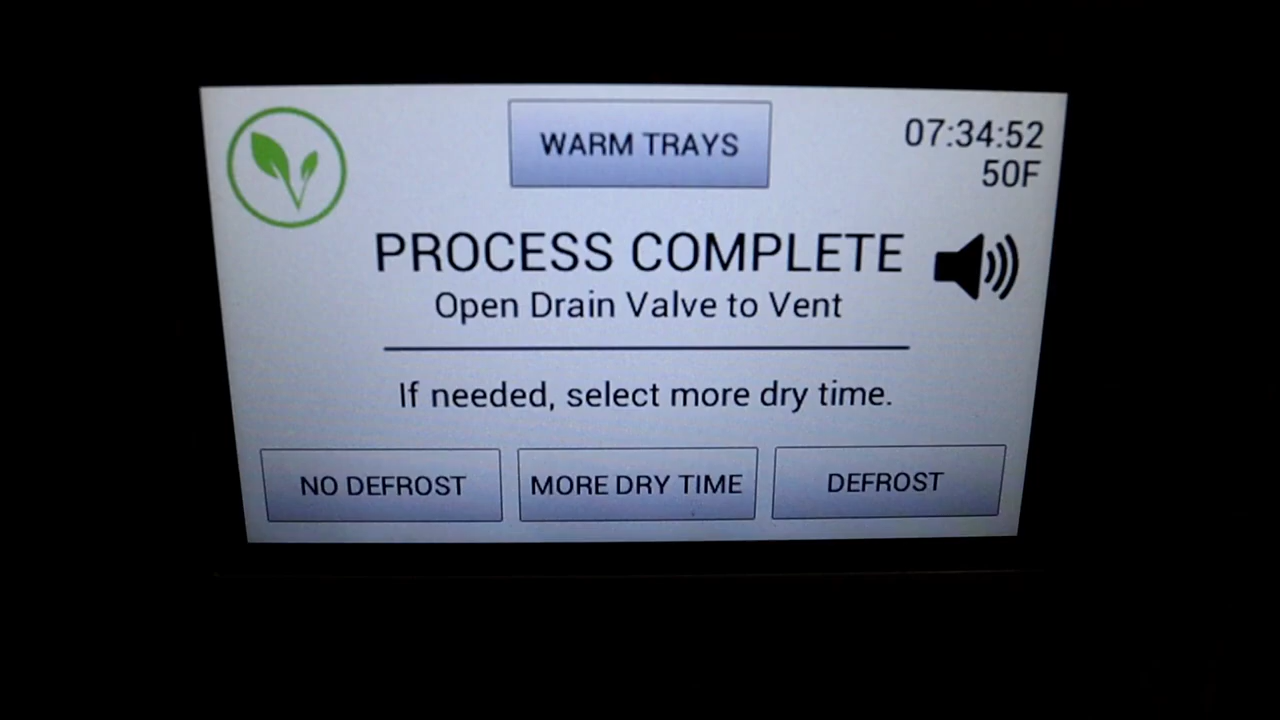 WARM TRAYS
07:34:52
50F
PROCESS COMPLETE
Open Drain Valve to Vent
If needed, select more dry time.
NO DEFROST
MORE DRY TIME
DEFROST